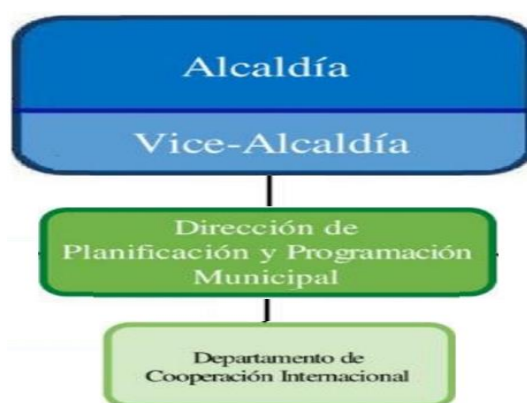 Alcaldía
Vice-Alcaldía
Dirección de
Planificación y Programación
Municipal
Departamento de
Cooperación Internacional